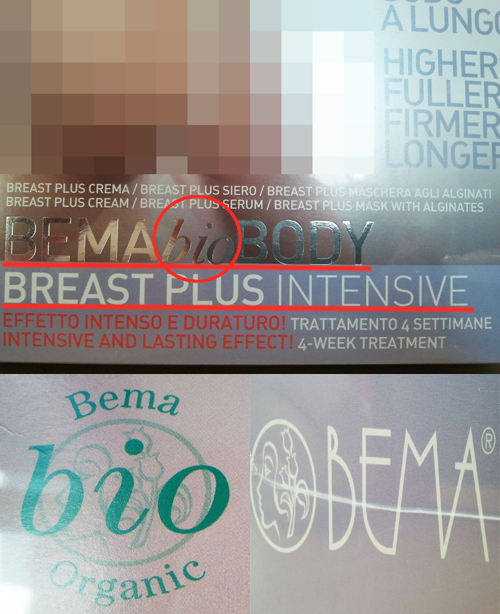 A LUNGO
HIGHER
FULLER
FIRMER
LONGER
BREAST PLUS CREMA / BREAST PLUS SIERO / BREAST PLUS MASCHERA AGLI ALGINATI
BREAST PLUS CREAM / BREAST PLUS SERUM / BREAST PLUS MASK WITH ALGINATES
BEMA bio BODY
BREAST PLUS INTENSIVE
EFFETTO INTENSO E DURATURO! TRATTAMENTO 4 SETTIMANE
INTENSIVE AND LASTING EFFECT! 4-WEEK TREATMENT
Bema
bio
Organic
BEMA®